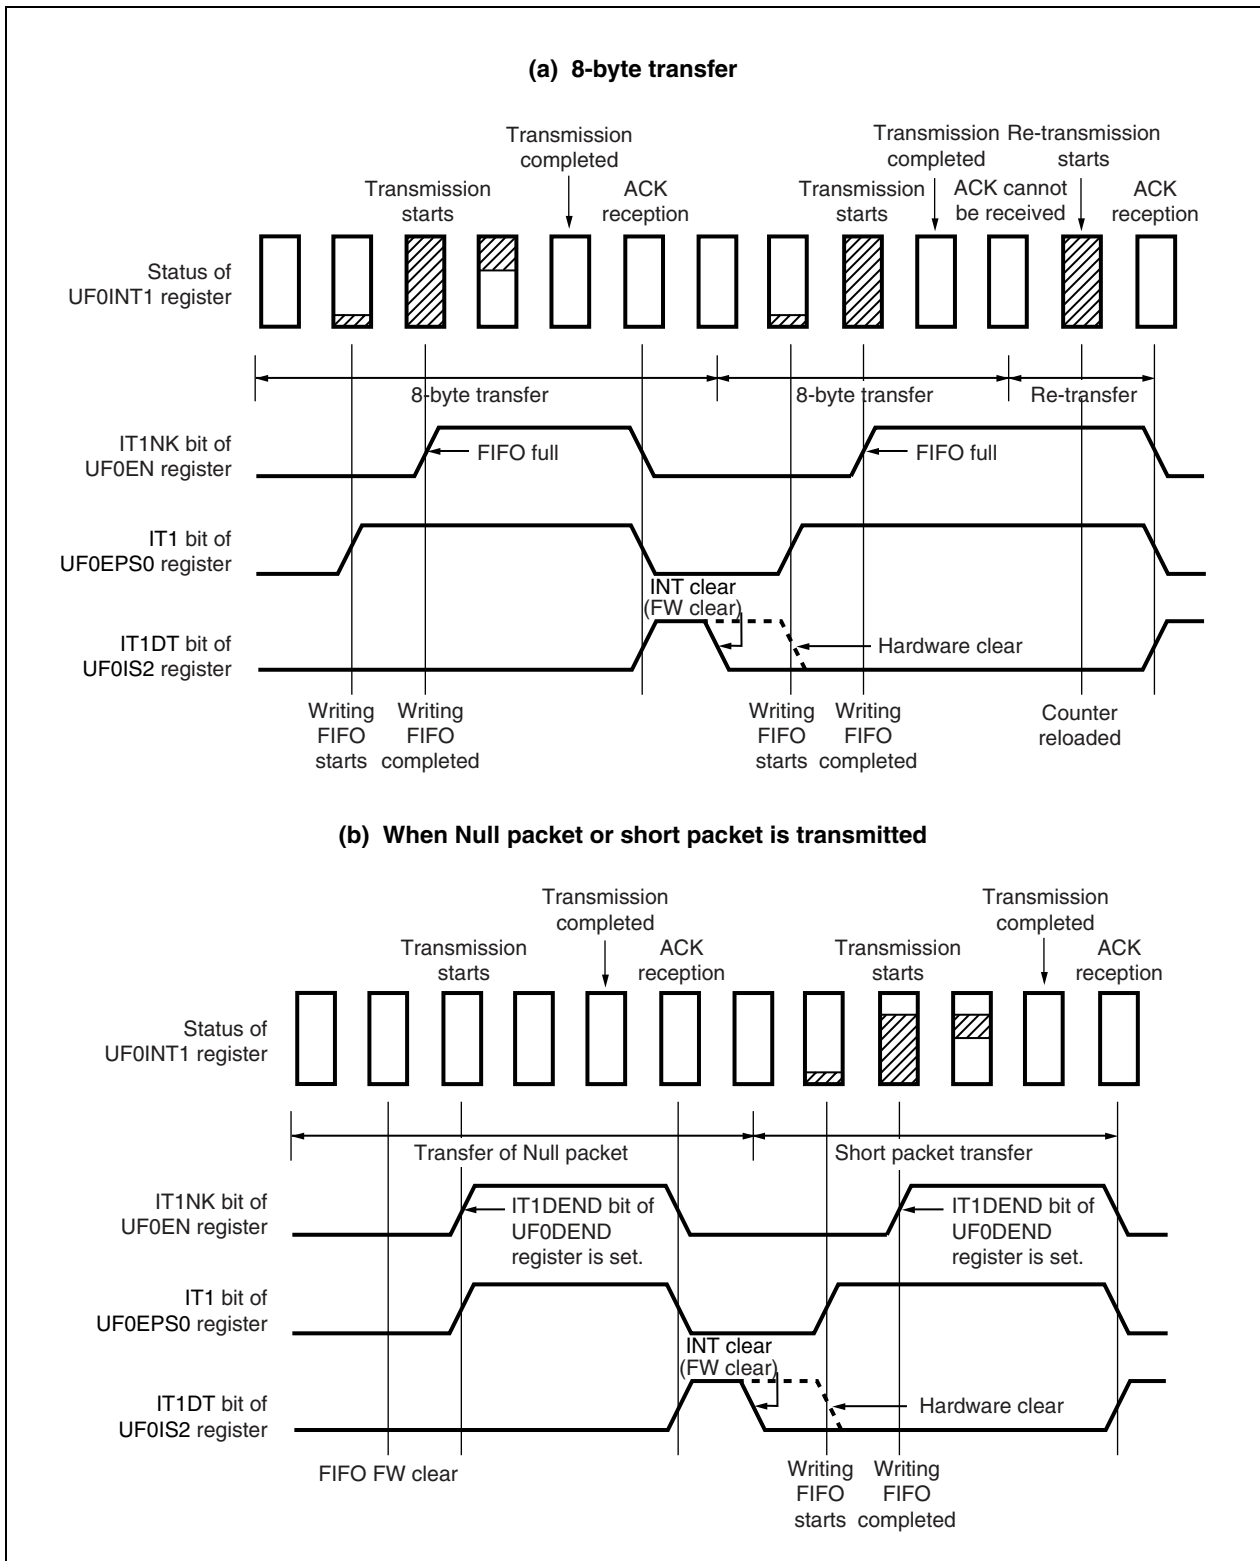 (a) 8-byte transfer
Transmission
completed
Transmission
completed
Re-transmission
starts
Transmission
starts
ACK
reception
Transmission
starts
ACK cannot
be received
ACK
reception
Status of
UF0INT1 register
8-byte transfer
8-byte transfer
Re-transfer
IT1NK bit of
UF0EN register
FIFO full
FIFO full
IT1 bit of
UF0EPS0 register
INT clear
(FW clear)
IT1DT bit of
UF0IS2 register
Hardware clear
Writing
FIFO
starts
Writing
FIFO
completed
Writing
FIFO
starts
Writing
FIFO
completed
Counter
reloaded
(b) When Null packet or short packet is transmitted
Transmission
completed
Transmission
completed
Transmission
starts
ACK
reception
Transmission
starts
ACK
reception
Status of
UF0INT1 register
Transfer of Null packet
Short packet transfer
IT1NK bit of
UF0EN register
IT1DEND bit of
UF0DEND
register is set.
IT1DEND bit of
UF0DEND
register is set.
IT1 bit of
UF0EPS0 register
INT clear
(FW clear)
IT1DT bit of
UF0IS2 register
Hardware clear
FIFO FW clear
Writing
FIFO
starts
Writing
FIFO
completed